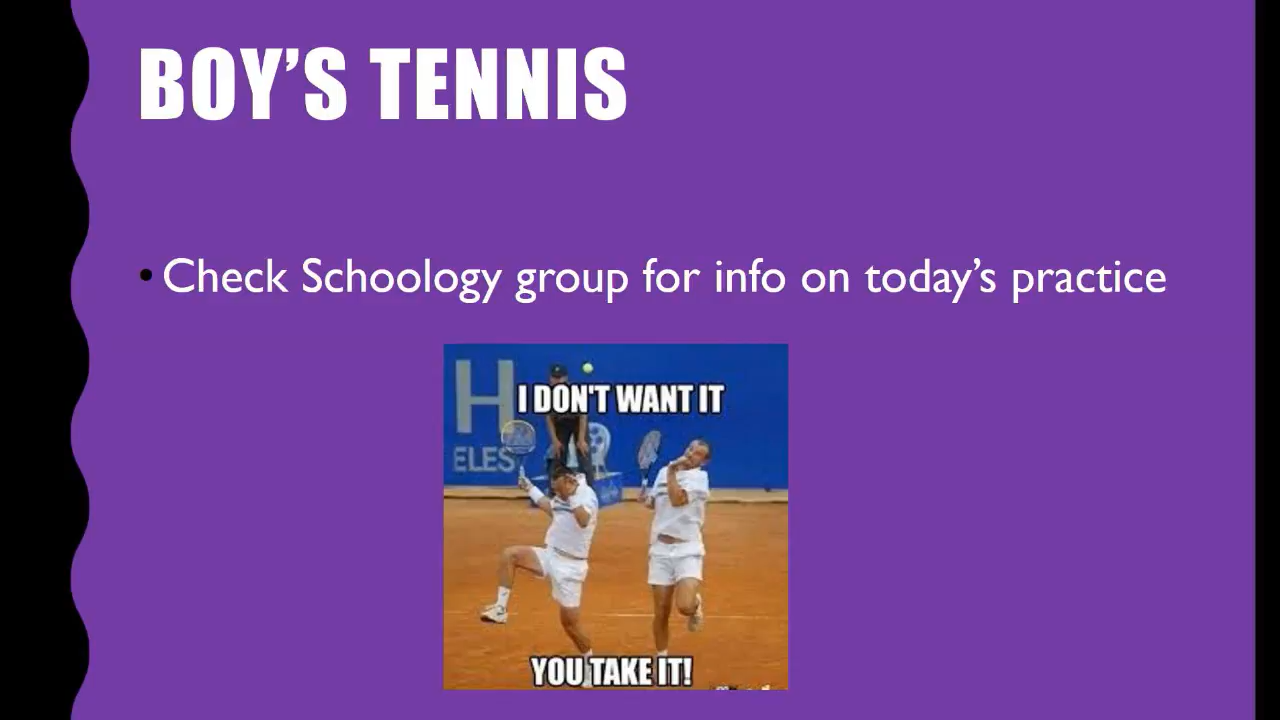 BOY’S TENNIS
• Check Schoology group for info on today’s practice
H
I DON'T WANT IT
ELES
YOU TAKE IT!